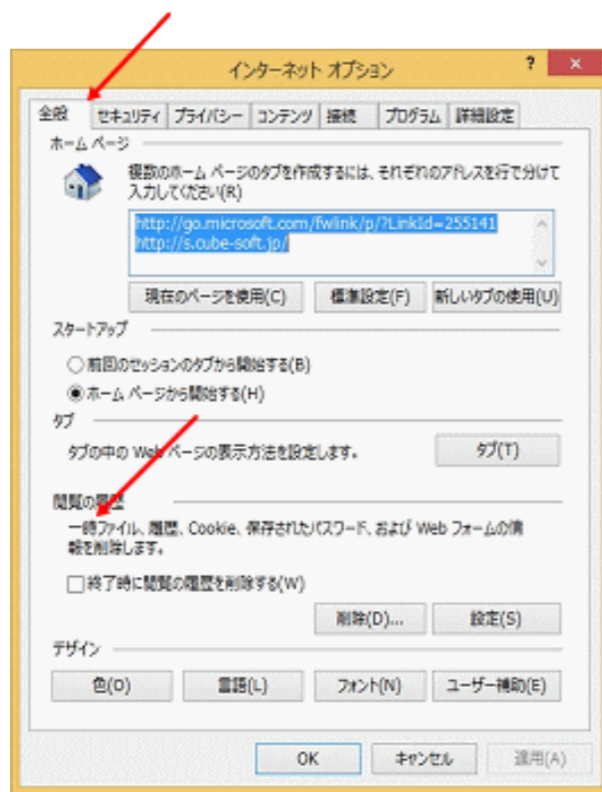 インターネット オプション ? ×
全般 セキュリティ プライバシー コンテンツ 接続 プログラム 詳細設定
ホーム ページ
複数のホーム ページのタブを作成するには、それぞれのアドレスを行で分けて
入力してください(R)
http://go.microsoft.com/fwlink/p/?LinkId=255141
http://s.cube-soft.jp/
現在のページを使用(C) 標準設定(F) 新しいタブの使用(U)
スタートアップ
前回のセッションのタブから開始する(B)
ホーム ページから開始する(H)
タブ
タブの中の Web ページの表示方法を設定します。 タブ(T)
閲覧の履歴
一時ファイル、履歴、Cookie、保存されたパスワード、および Web フォームの情
報を削除します。
終了時に閲覧の履歴を削除する(W)
削除(D)... 設定(S)
デザイン
色(O) 言語(L) フォント(N) ユーザー補助(E)
OK キャンセル 適用(A)